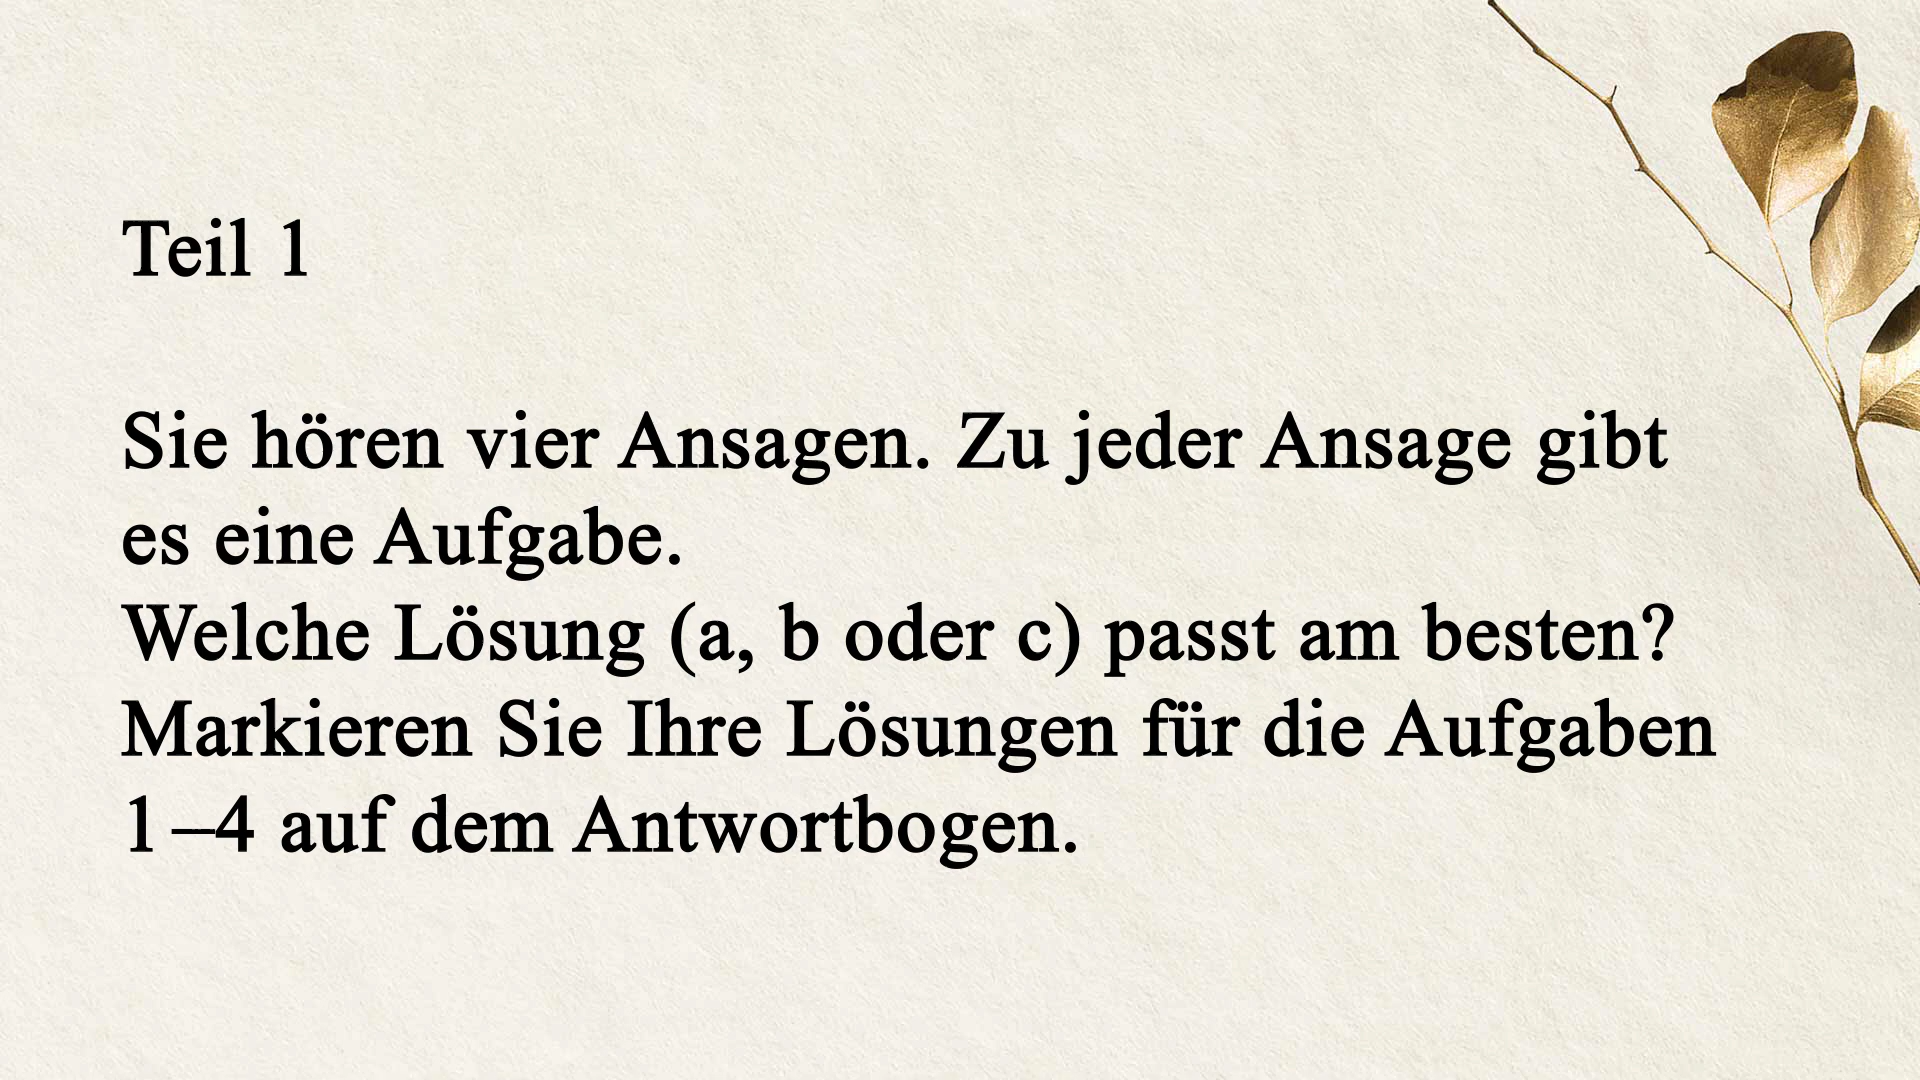 Teil 1
Sie hören vier Ansagen. Zu jeder Ansage gibt
es eine Aufgabe.
Welche Lösung (a, b oder c) passt am besten?
Markieren Sie Ihre Lösungen für die Aufgaben
1–4 auf dem Antwortbogen.